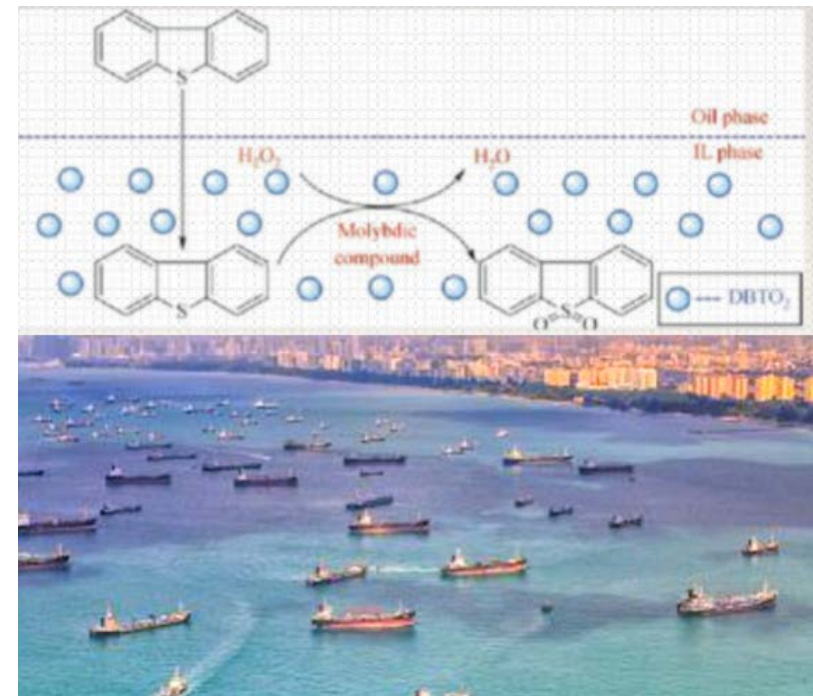 S
Oil phase
H₂O₂
H₂O
IL phase
Molybdic
compound
S
S
O
O
DBTO₂